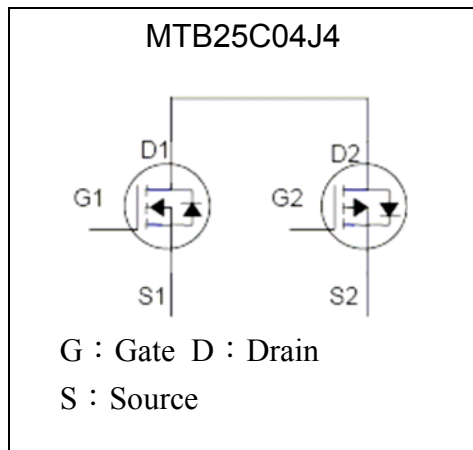 MTB25C04J4
D1 D2
G1 G2
S1 S2
G：Gate D：Drain
S：Source